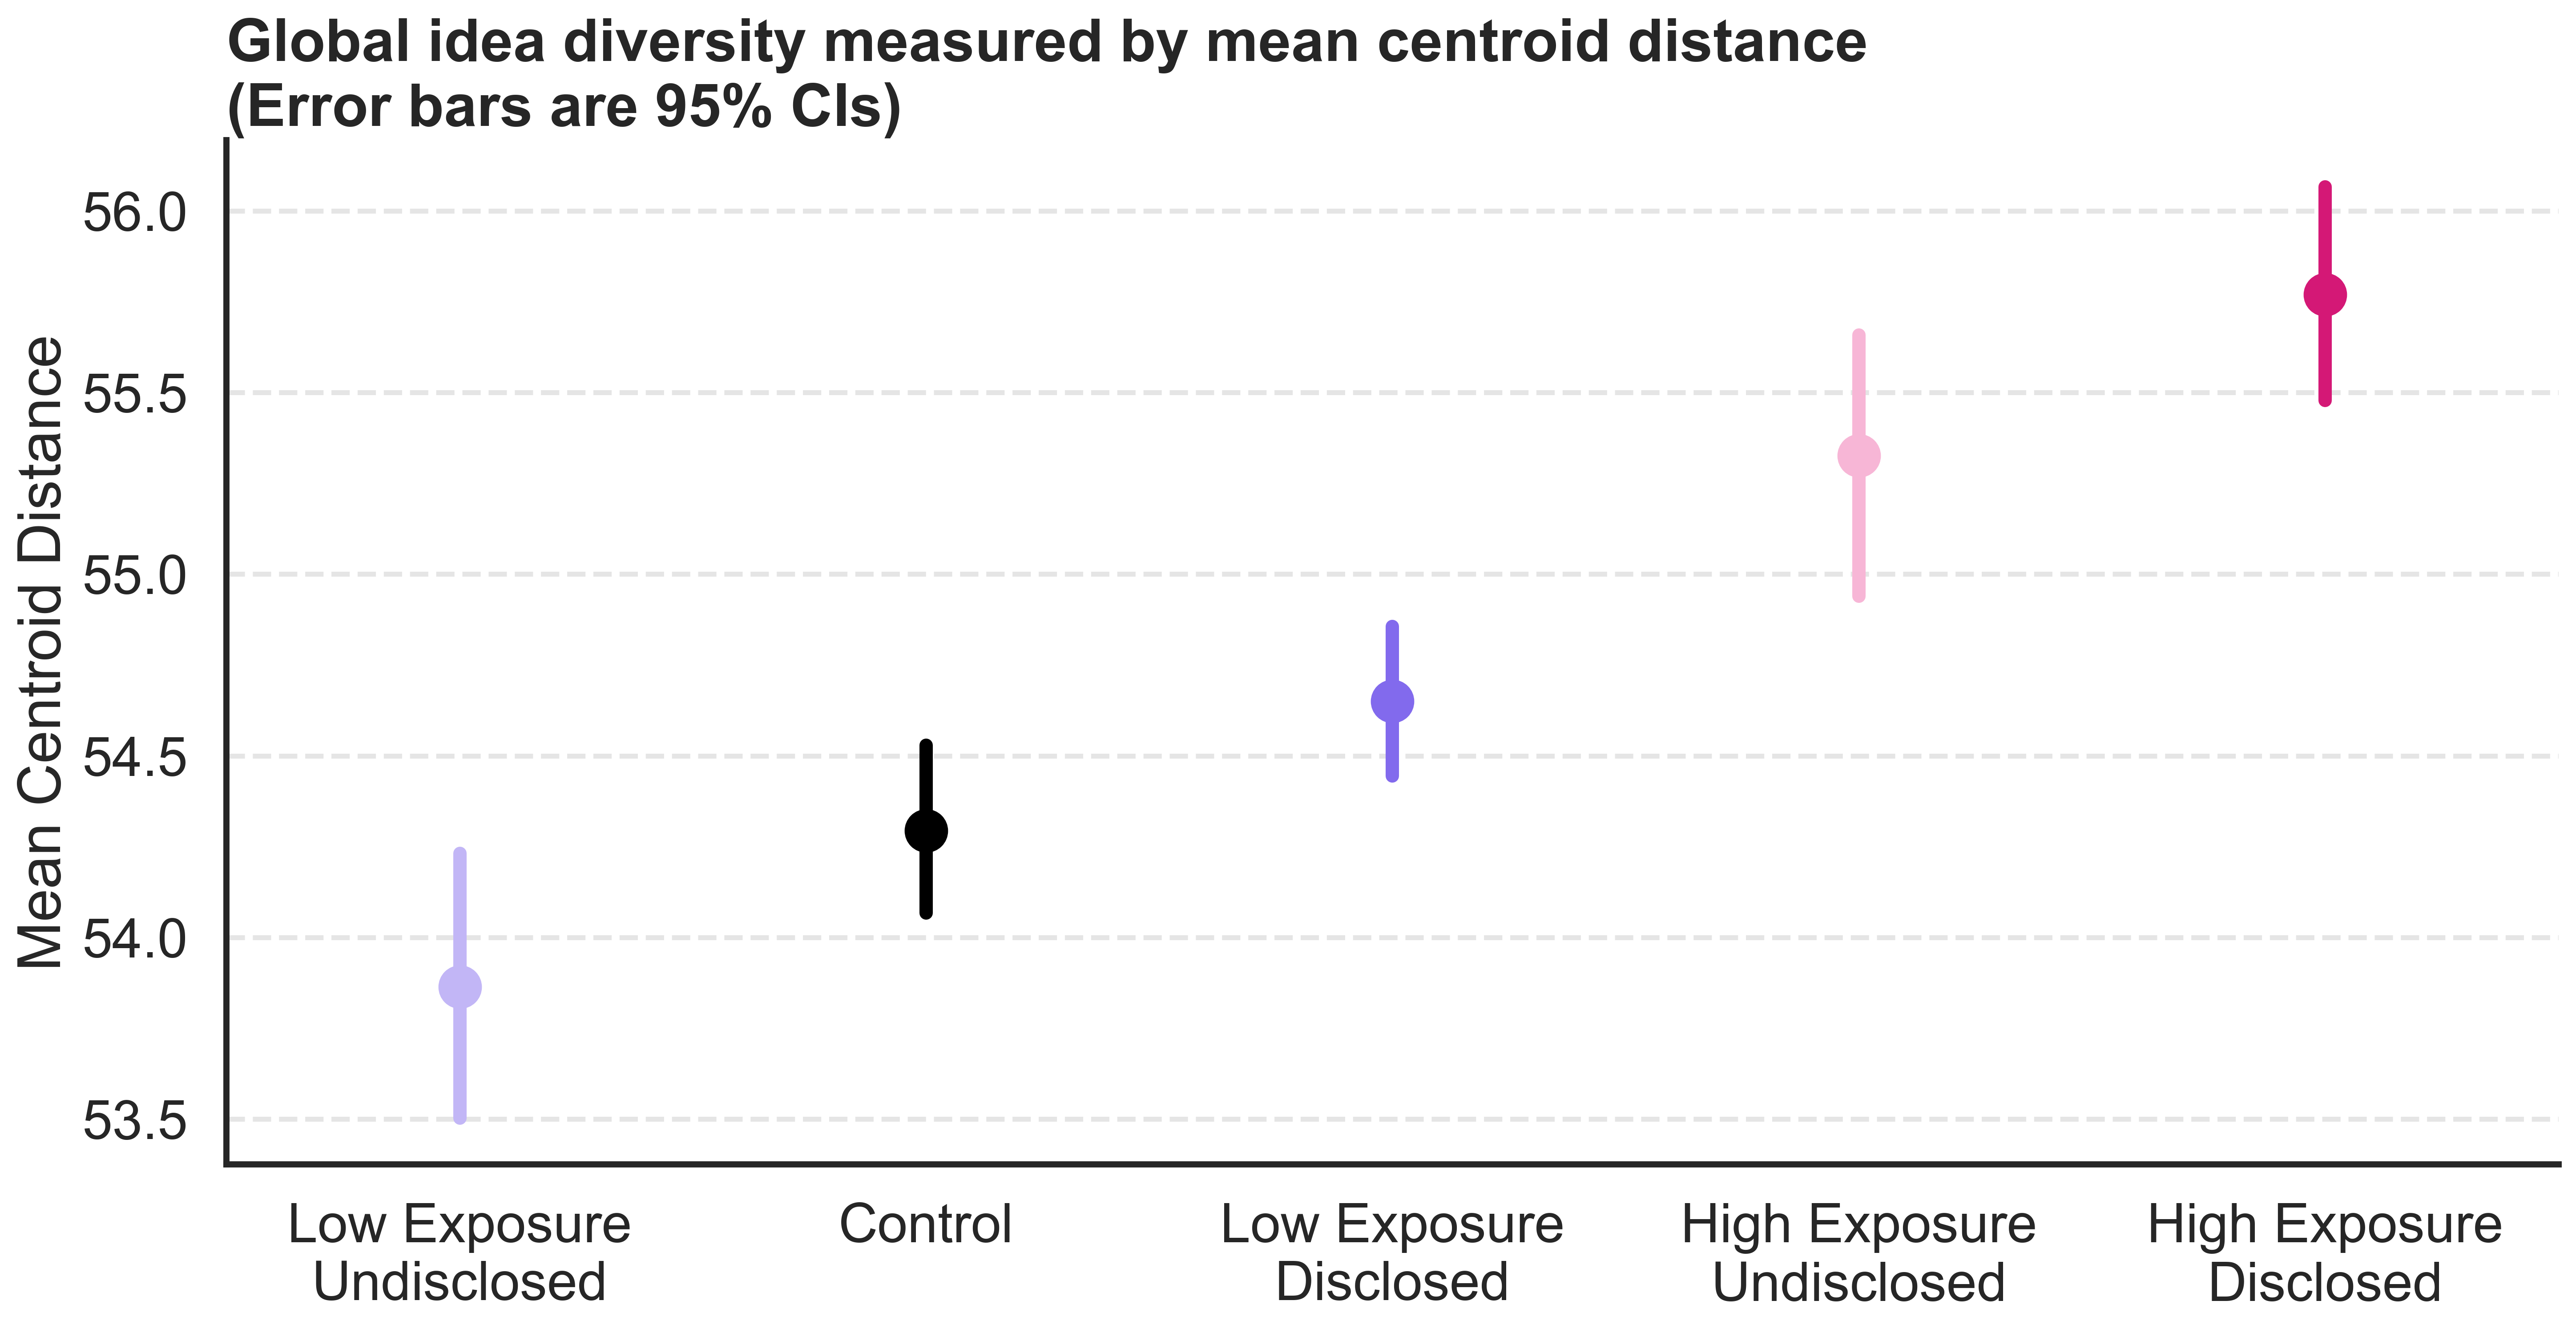 Global idea diversity measured by mean centroid distance
(Error bars are 95% CIs)
Mean Centroid Distance
56.0
55.5
55.0
54.5
54.0
53.5
Low Exposure
Undisclosed
Control
Low Exposure
Disclosed
High Exposure
Undisclosed
High Exposure
Disclosed